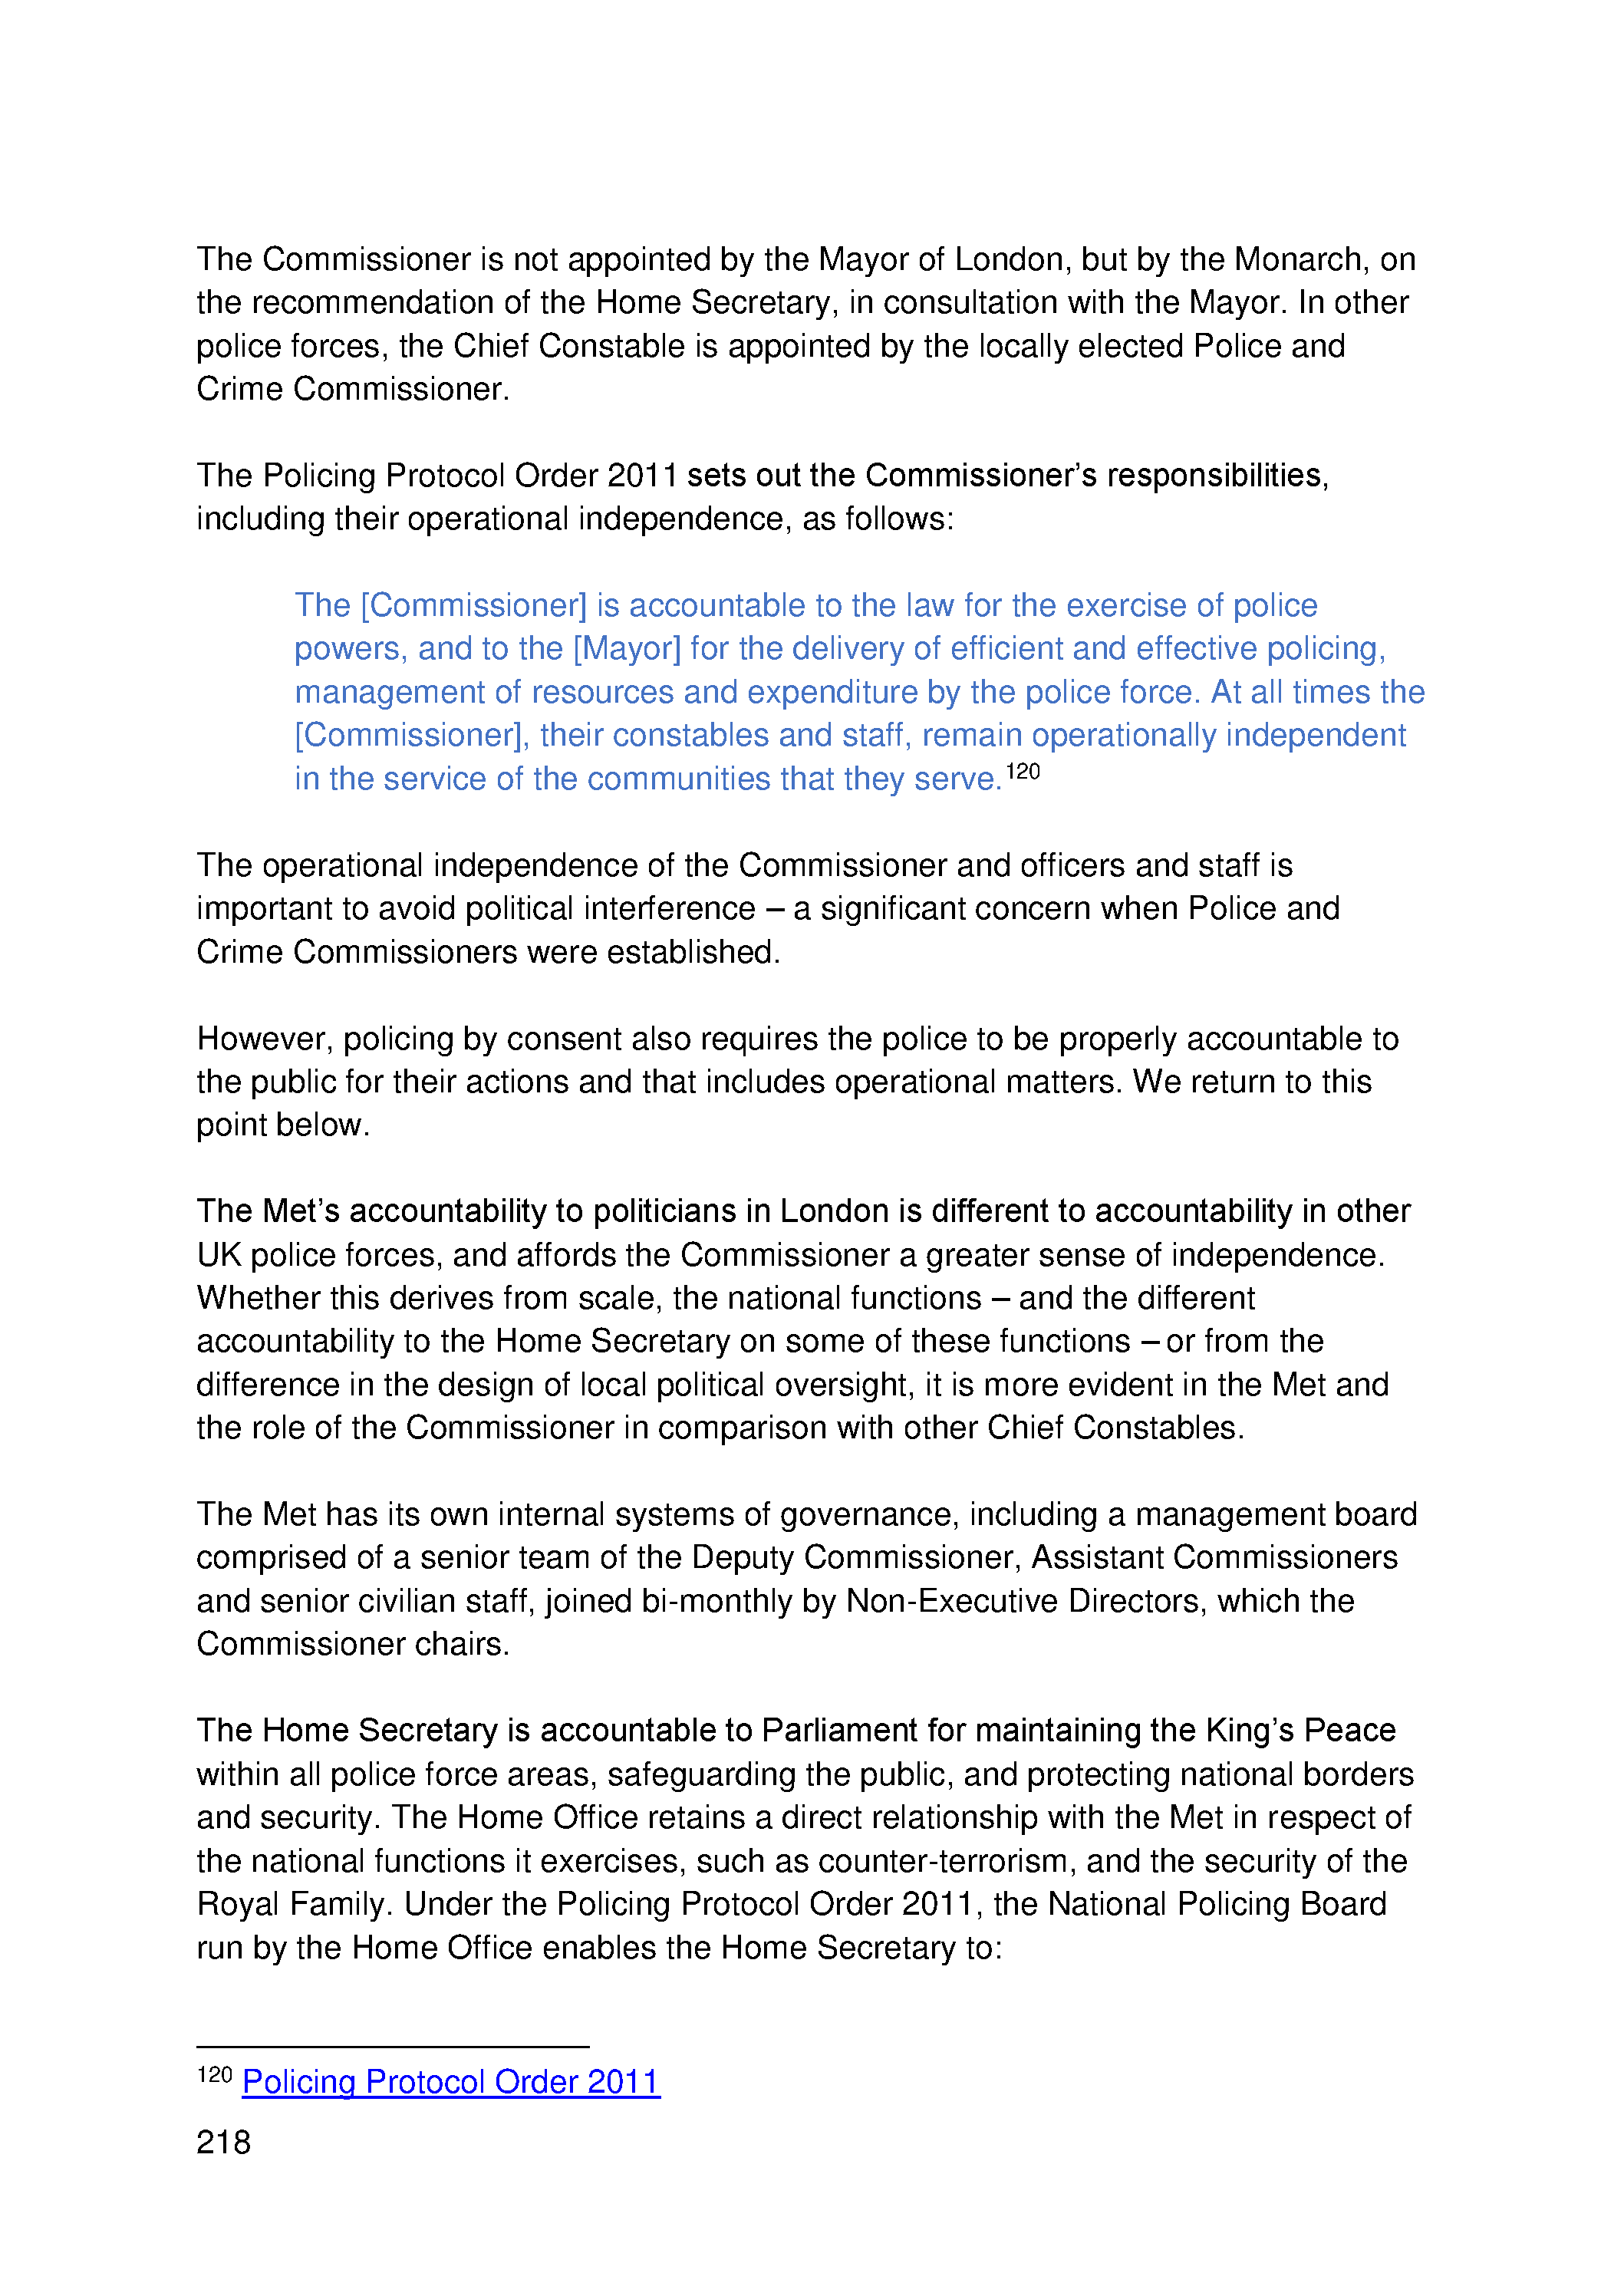 The Commissioner is not appointed by the Mayor of London, but by the Monarch, on
the recommendation of the Home Secretary, in consultation with the Mayor. In other
police forces, the Chief Constable is appointed by the locally elected Police and
Crime Commissioner.
The Policing Protocol Order 2011 sets out the Commissioner’s responsibilities,
including their operational independence, as follows:
The [Commissioner] is accountable to the law for the exercise of police
powers, and to the [Mayor] for the delivery of efficient and effective policing,
management of resources and expenditure by the police force. At all times the
[Commissioner], their constables and staff, remain operationally independent
in the service of the communities that they serve.120
The operational independence of the Commissioner and officers and staff is
important to avoid political interference – a significant concern when Police and
Crime Commissioners were established.
However, policing by consent also requires the police to be properly accountable to
the public for their actions and that includes operational matters. We return to this
point below.
The Met’s accountability to politicians in London is different to accountability in other
UK police forces, and affords the Commissioner a greater sense of independence.
Whether this derives from scale, the national functions – and the different
accountability to the Home Secretary on some of these functions – or from the
difference in the design of local political oversight, it is more evident in the Met and
the role of the Commissioner in comparison with other Chief Constables.
The Met has its own internal systems of governance, including a management board
comprised of a senior team of the Deputy Commissioner, Assistant Commissioners
and senior civilian staff, joined bi-monthly by Non-Executive Directors, which the
Commissioner chairs.
The Home Secretary is accountable to Parliament for maintaining the King’s Peace
within all police force areas, safeguarding the public, and protecting national borders
and security. The Home Office retains a direct relationship with the Met in respect of
the national functions it exercises, such as counter-terrorism, and the security of the
Royal Family. Under the Policing Protocol Order 2011, the National Policing Board
run by the Home Office enables the Home Secretary to:
120 Policing Protocol Order 2011
218